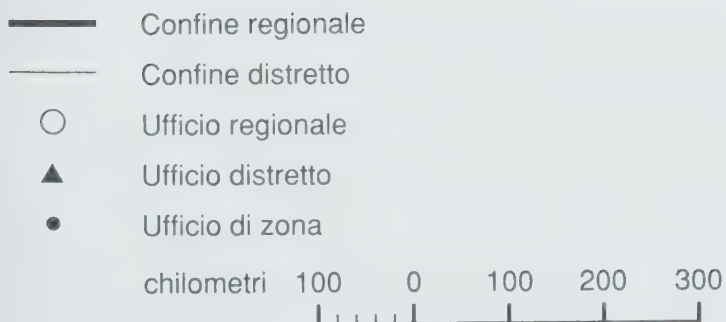 Confine regionale
Confine distretto
Ufficio regionale
Ufficio distretto
Ufficio di zona
chilometri 100 0 100 200 300